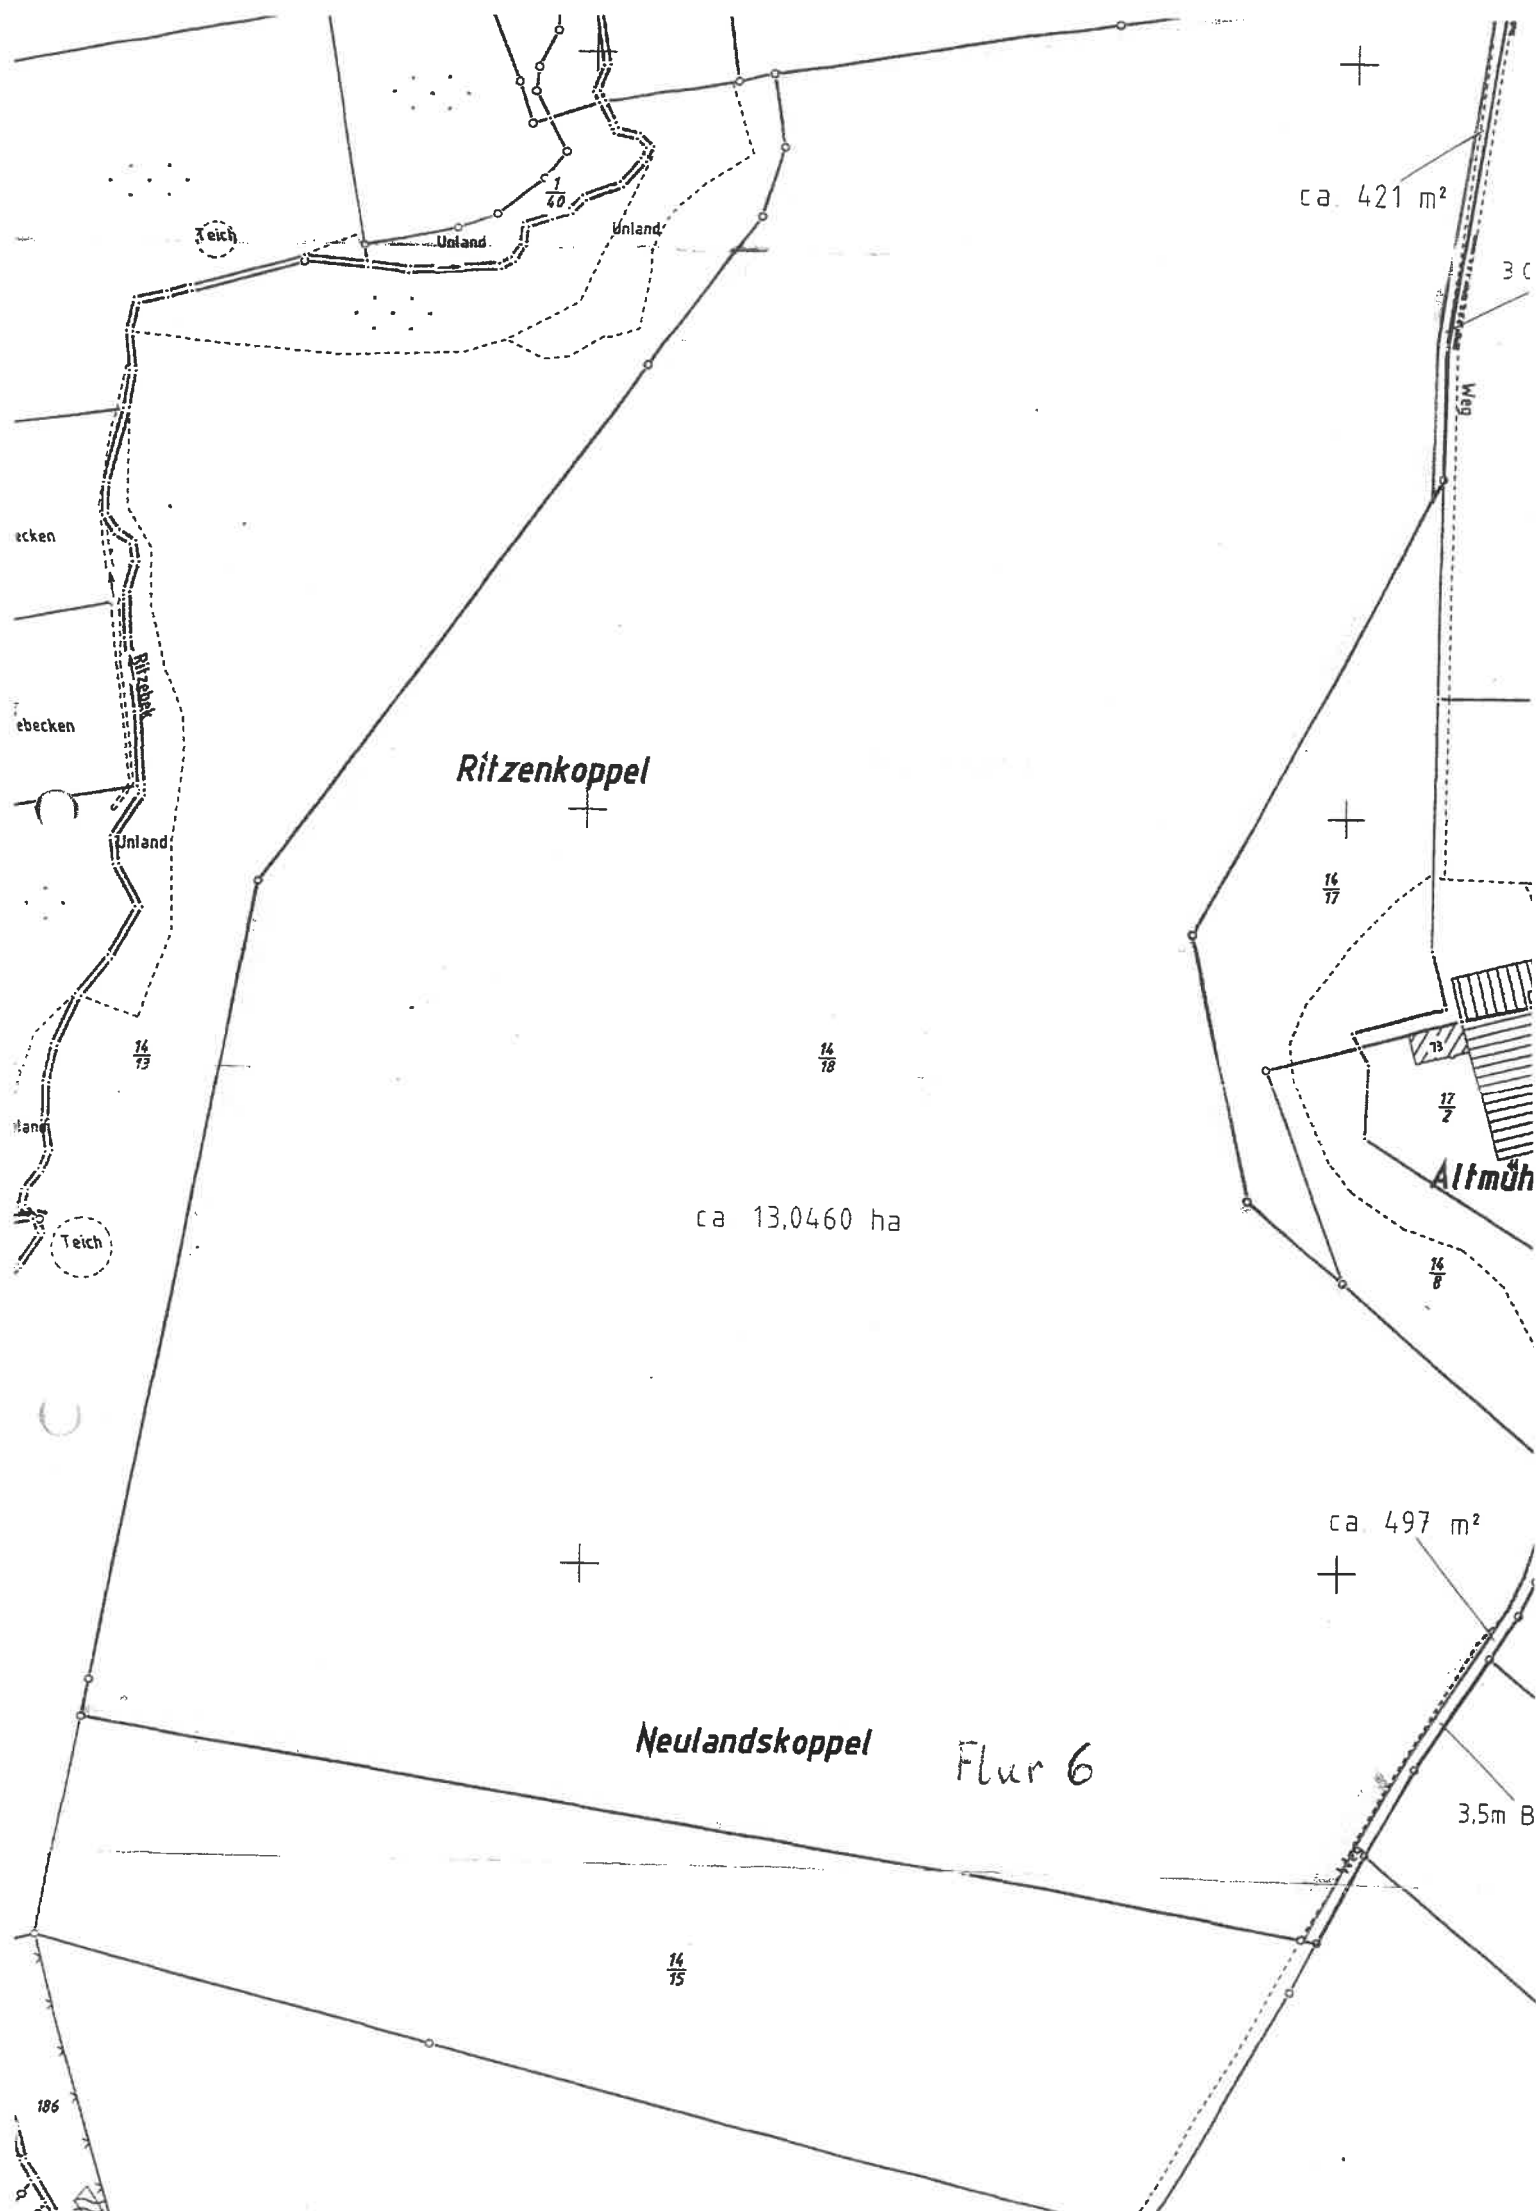 ca. 421 m²
1
40
Teich
Unland
Unland
Weg
ecken
Ritzebek
ebecken
Ritzenkoppel
Unland
14
17
14
13
14
18
73
17
2
Altmüh
ca 13,0460 ha
Teich
14
8
ca. 497 m²
Neulandskoppel
Flur 6
3,5m B
Weg
14
15
186